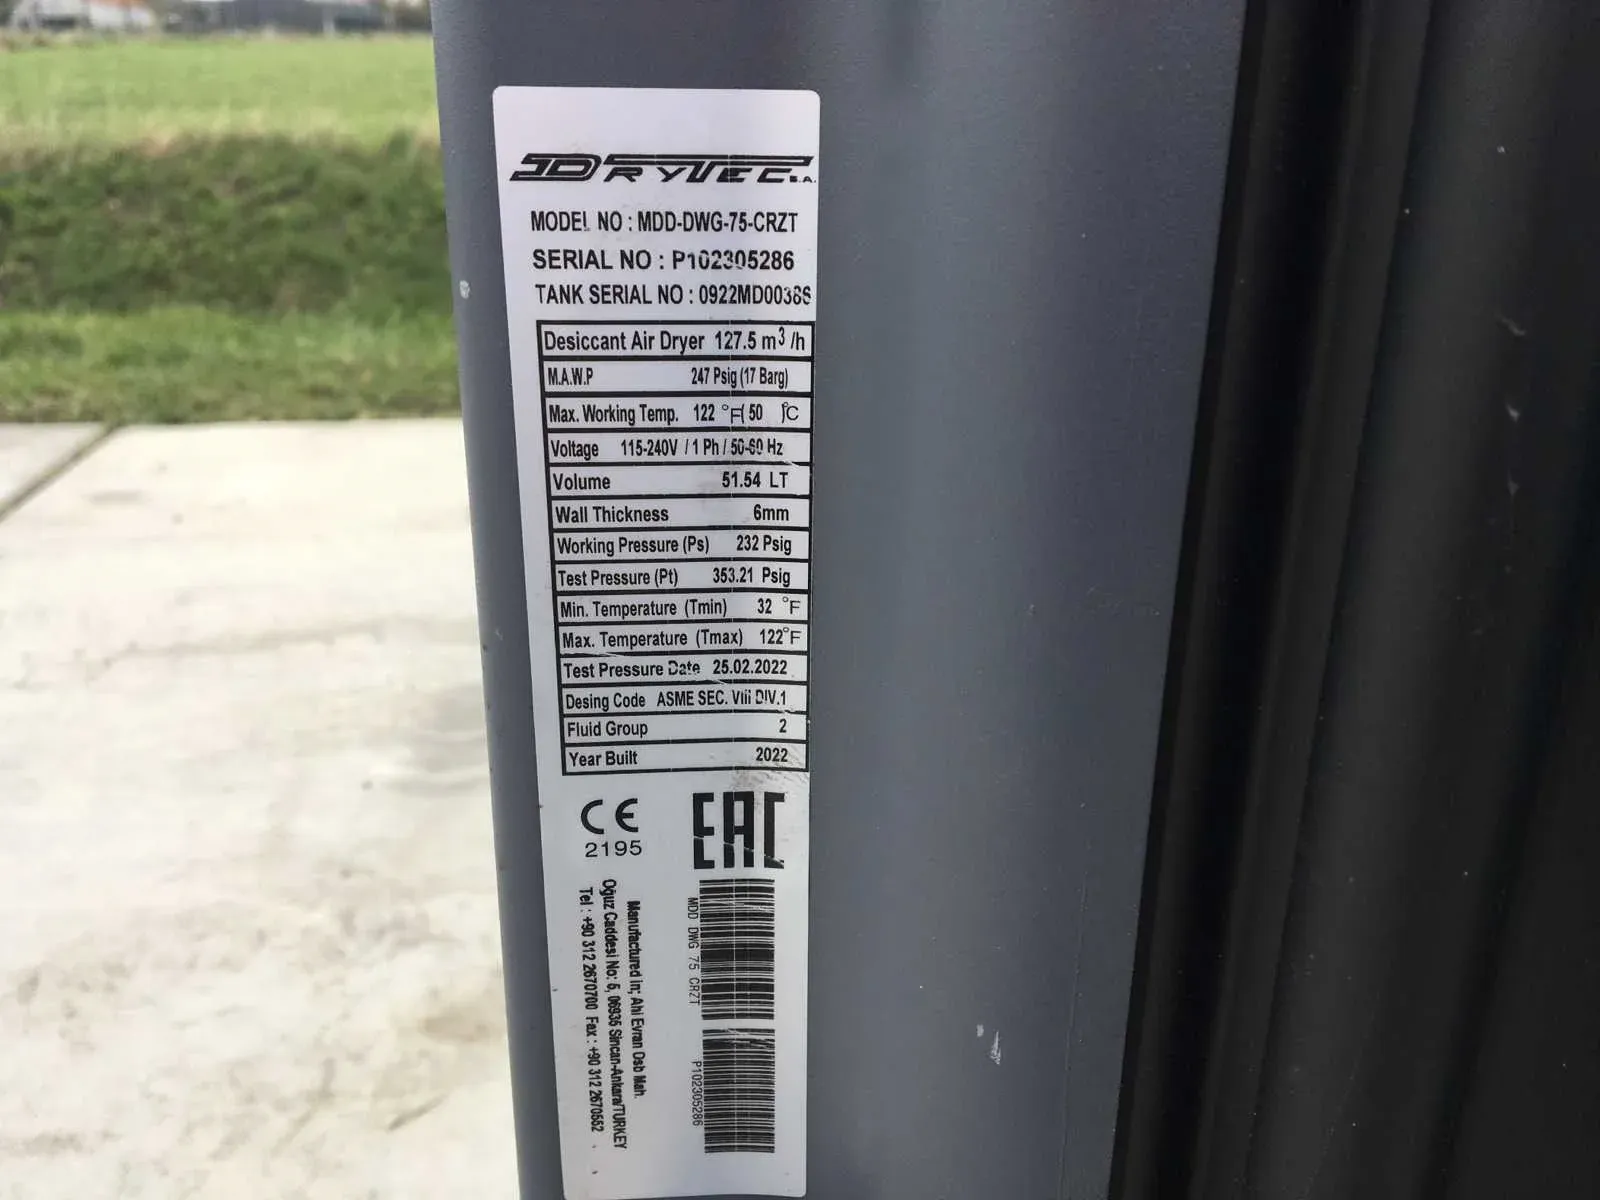 DRYTEC S.A.
MODEL NO : MDD-DWG-75-CRZT
SERIAL NO : P102305286
TANK SERIAL NO :
Desiccant Air Dryer 127.5 m³/h
M.A.W.P 247 Psig (17 Barg)
Max. Working Temp. 122 °F( 50 )°C
Voltage 115-240V / 1 Ph / 50-60 Hz
Volume 51.54 LT
Wall Thickness 6mm
Working Pressure (Ps) 232 Psig
Test Pressure (Pt) 353.21 Psig
Min. Temperature (Tmin) 32 °F
Max. Temperature (Tmax) 122°F
Test Pressure Date 25.02.2022
Desing Code ASME SEC. VIII DIV.1
Fluid Group 2
Year Built 2022
CE EAC
2195
Manufactured in; Ahi Evran Osb Mah.
Oğuz Caddesi No: 5, 06935 Sincan-Ankara/TURKEY
Tel : +90 312 2670700 Fax : +90 312 2670552
MDD DWG 75 CRZT
P102305286